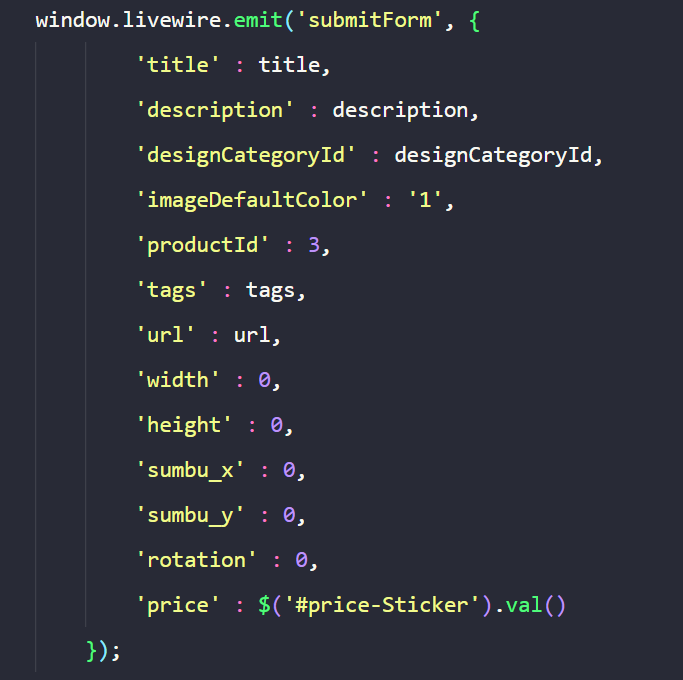 window.livewire.emit('submitForm', {
'title' : title,
'description' : description,
'designCategoryId' : designCategoryId,
'imageDefaultColor' : '1',
'productId' : 3,
'tags' : tags,
'url' : url,
'width' : 0,
'height' : 0,
'sumbu_x' : 0,
'sumbu_y' : 0,
'rotation' : 0,
'price' : $('#price-Sticker').val()
});